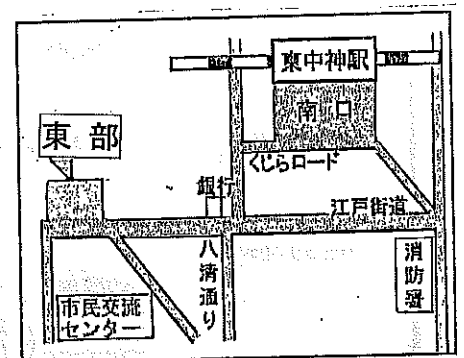 東中神駅
南口
東部
くじらロード
銀行
江戸街道
八清通り
消防署
市民交流
センター